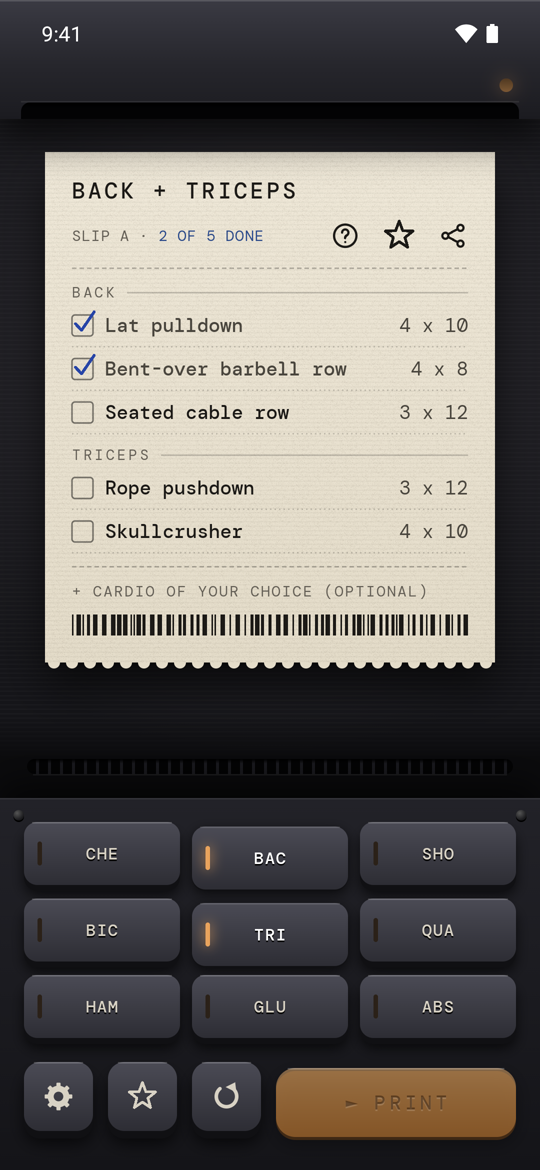 9:41
BACK + TRICEPS
SLIP A · 2 OF 5 DONE
BACK
Lat pulldown 4 x 10
Bent-over barbell row 4 x 8
Seated cable row 3 x 12
TRICEPS
Rope pushdown 3 x 12
Skullcrusher 4 x 10
+ CARDIO OF YOUR CHOICE (OPTIONAL)
CHE BAC SHO
BIC TRI QUA
HAM GLU ABS
► PRINT